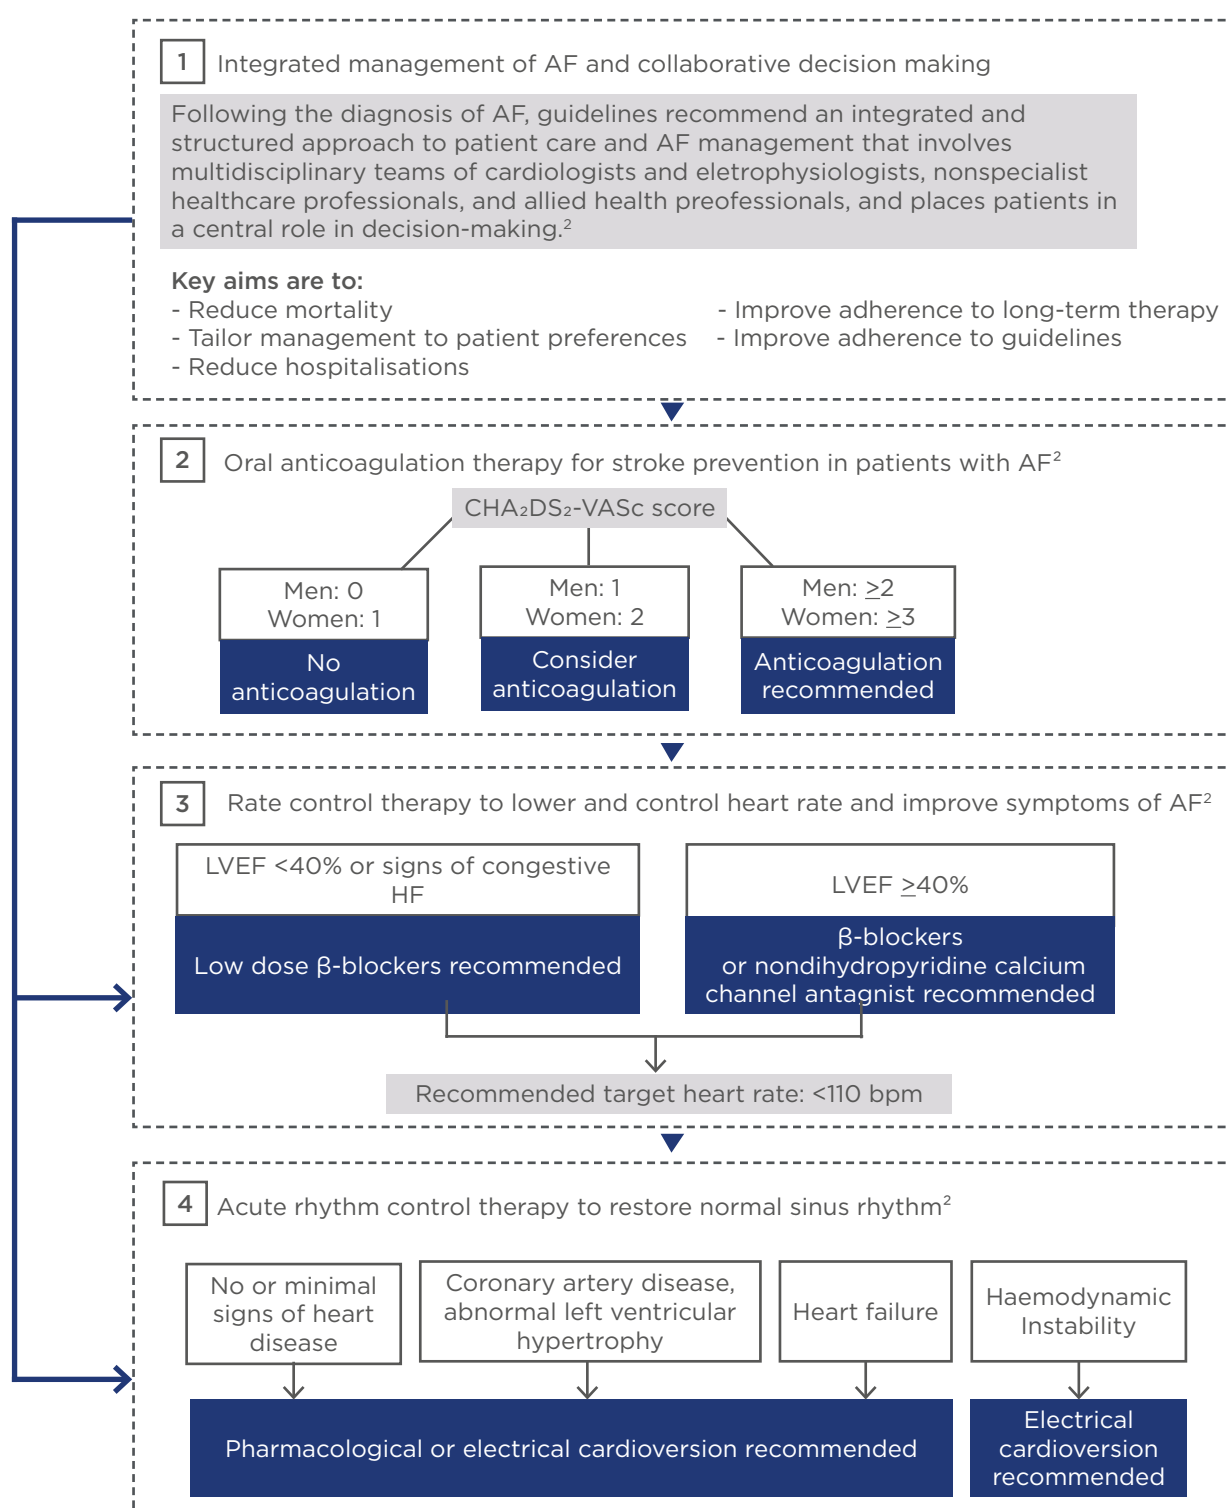 1 Integrated management of AF and collaborative decision making
Following the diagnosis of AF, guidelines recommend an integrated and
structured approach to patient care and AF management that involves
multidisciplinary teams of cardiologists and eletrophysiologists, nonspecialist
healthcare professionals, and allied health preofessionals, and places patients in
a central role in decision-making.²
Key aims are to:
- Reduce mortality
- Tailor management to patient preferences
- Reduce hospitalisations
- Improve adherence to long-term therapy
- Improve adherence to guidelines
2 Oral anticoagulation therapy for stroke prevention in patients with AF²
CHA₂DS₂-VASc score
Men: 0
Women: 1
No
anticoagulation
Men: 1
Women: 2
Consider
anticoagulation
Men: ≥2
Women: ≥3
Anticoagulation
recommended
3 Rate control therapy to lower and control heart rate and improve symptoms of AF²
LVEF <40% or signs of congestive
HF
Low dose β-blockers recommended
LVEF ≥40%
β-blockers
or nondihydropyridine calcium
channel antagnist recommended
Recommended target heart rate: <110 bpm
4 Acute rhythm control therapy to restore normal sinus rhythm²
No or minimal
signs of heart
disease
Coronary artery disease,
abnormal left ventricular
hypertrophy
Heart failure
Haemodynamic
Instability
Pharmacological or electrical cardioversion recommended
Electrical
cardioversion
recommended